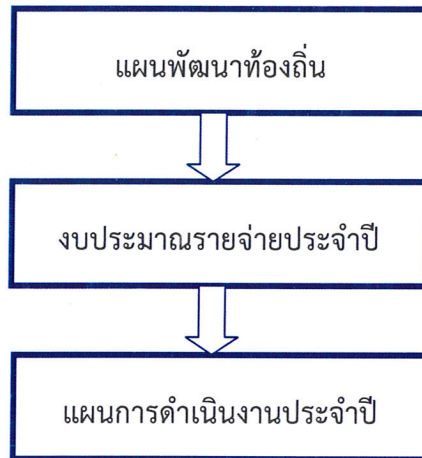 แผนพัฒนาท้องถิ่น
งบประมาณรายจ่ายประจำปี
แผนการดำเนินงานประจำปี